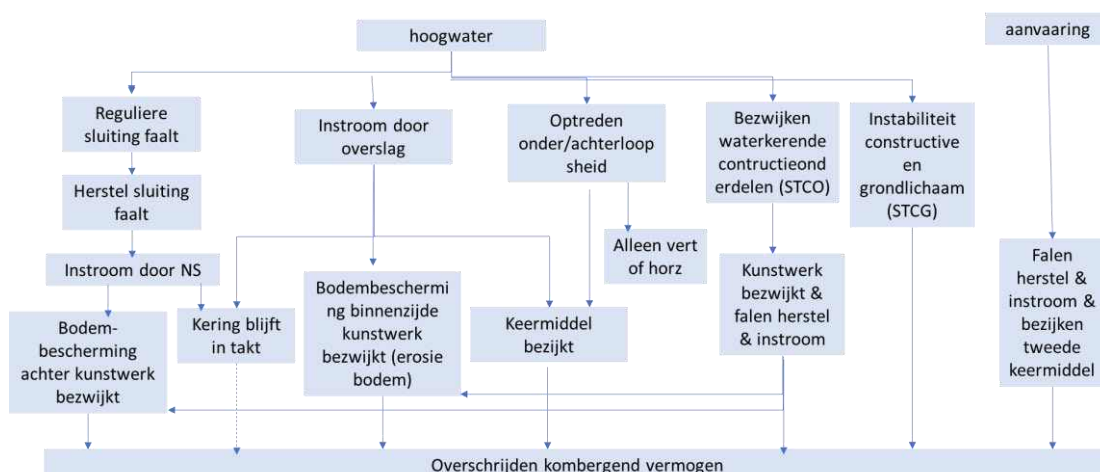 hoogwater
aanvaaring
Reguliere
sluiting faalt
Instroom door
overslag
Optreden
onder/achterloop
sheid
Bezwijken
waterkerende
contructieond
erdelen (STCO)
Instabiliteit
constructive
en
grondlichaam
(STCG)
Herstel sluiting
faalt
Alleen vert
of horz
Instroom door NS
Bodem-
bescherming
achter kunstwerk
bezwijkt
Kering blijft
in takt
Bodembeschermi
ng binnenzijde
kunstwerk
bezwijkt (erosie
bodem)
Keermiddel
bezijkt
Kunstwerk
bezwijkt &
falen herstel
& instroom
Falen
herstel &
instroom &
bezijken
tweede
keermiddel
Overschrijden kombergend vermogen